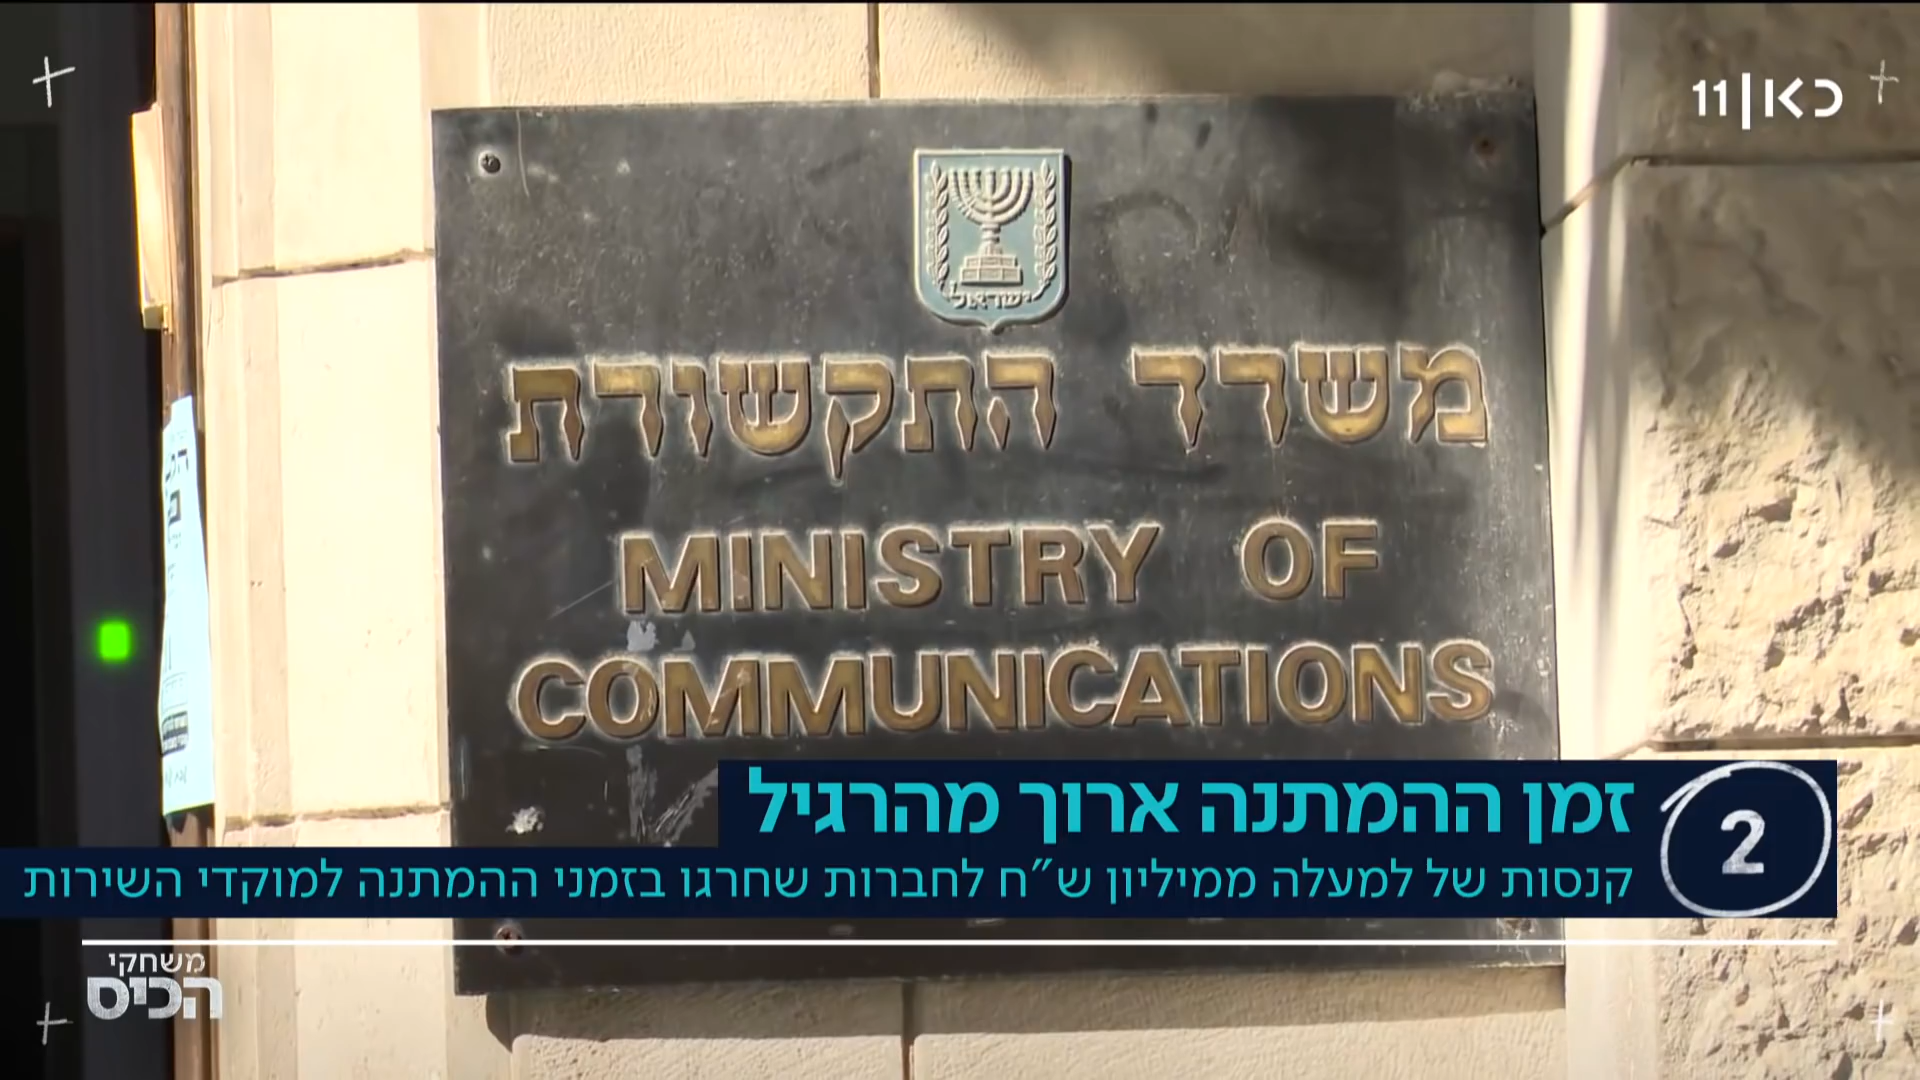 כאן 11
ישראל
משרד התקשורת
MINISTRY OF
COMMUNICATIONS
2
זמן ההמתנה ארוך מהרגיל
קנסות של למעלה ממיליון ש״ח לחברות שחרגו בזמני ההמתנה למוקדי השירות
משחקי
הכיס